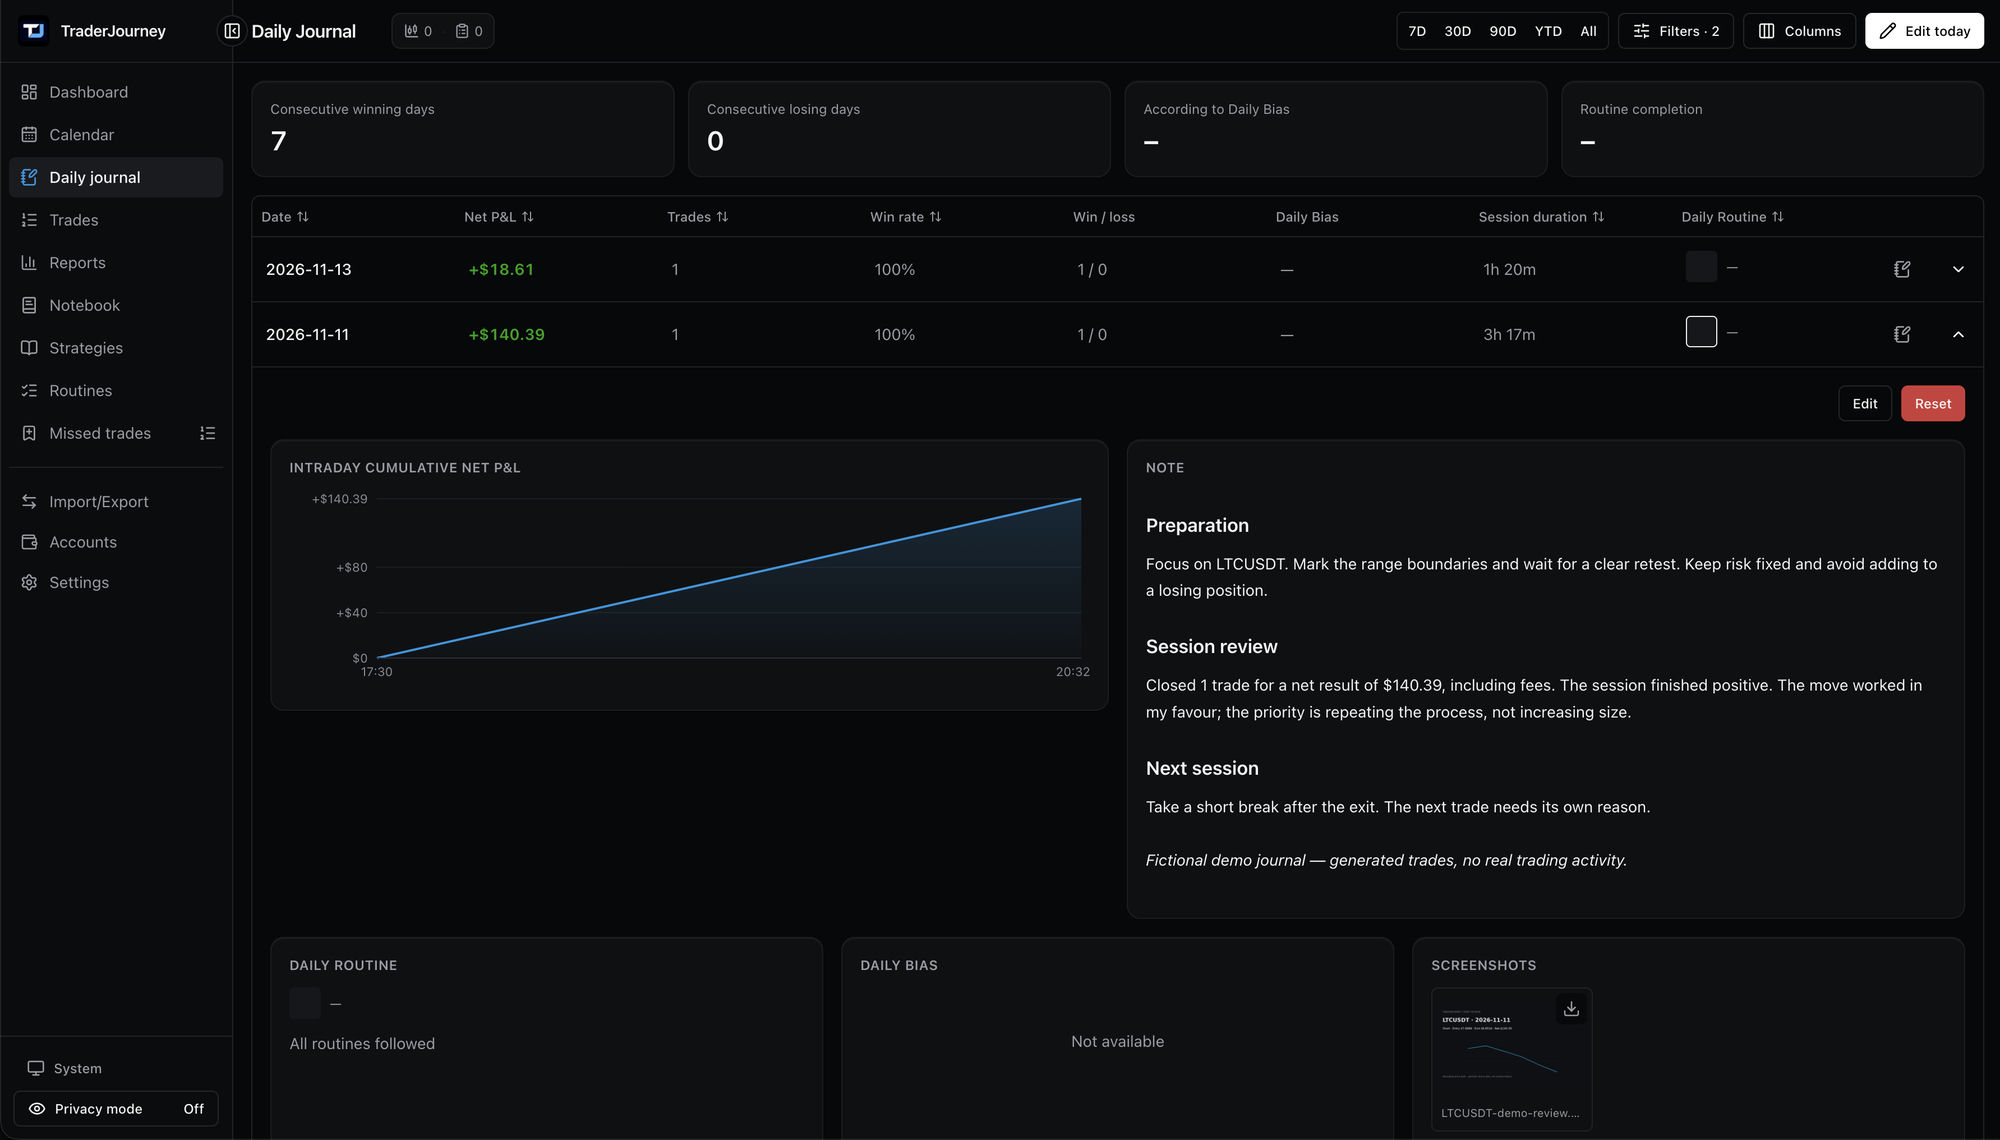 TraderJourney
Daily Journal
0 0
7D 30D 90D YTD All
Filters · 2
Columns
Edit today
Dashboard
Calendar
Daily journal
Trades
Reports
Notebook
Strategies
Routines
Missed trades
Import/Export
Accounts
Settings
System
Privacy mode Off
Consecutive winning days
7
Consecutive losing days
0
According to Daily Bias
–
Routine completion
–
Date Net P&L Trades Win rate Win / loss Daily Bias Session duration Daily Routine
2026-11-13 +$18.61 1 100% 1 / 0 — 1h 20m —
2026-11-11 +$140.39 1 100% 1 / 0 — 3h 17m —
Edit Reset
INTRADAY CUMULATIVE NET P&L
+$140.39
+$80
+$40
$0
17:30 20:32
NOTE
Preparation
Focus on LTCUSDT. Mark the range boundaries and wait for a clear retest. Keep risk fixed and avoid adding to
a losing position.
Session review
Closed 1 trade for a net result of $140.39, including fees. The session finished positive. The move worked in
my favour; the priority is repeating the process, not increasing size.
Next session
Take a short break after the exit. The next trade needs its own reason.
Fictional demo journal — generated trades, no real trading activity.
DAILY ROUTINE
—
All routines followed
DAILY BIAS
Not available
SCREENSHOTS
LTCUSDT · 2026-11-11
LTCUSDT-demo-review....